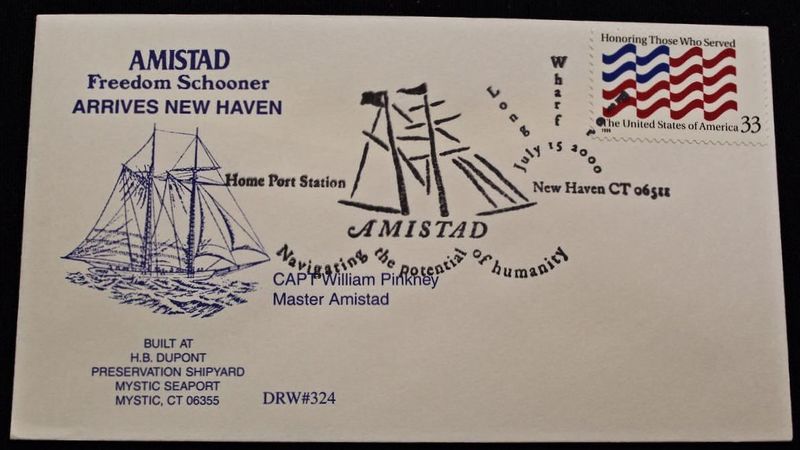 AMISTAD
Freedom Schooner
ARRIVES NEW HAVEN
Honoring Those Who Served
The United States of America 33
1999
Long Wharf
July 15 2000
Home Port Station
New Haven CT 06511
AMISTAD
Navigating the potential of humanity
CAPT William Pinkney
Master Amistad
BUILT AT
H.B. DUPONT
PRESERVATION SHIPYARD
MYSTIC SEAPORT
MYSTIC, CT 06355
DRW#324